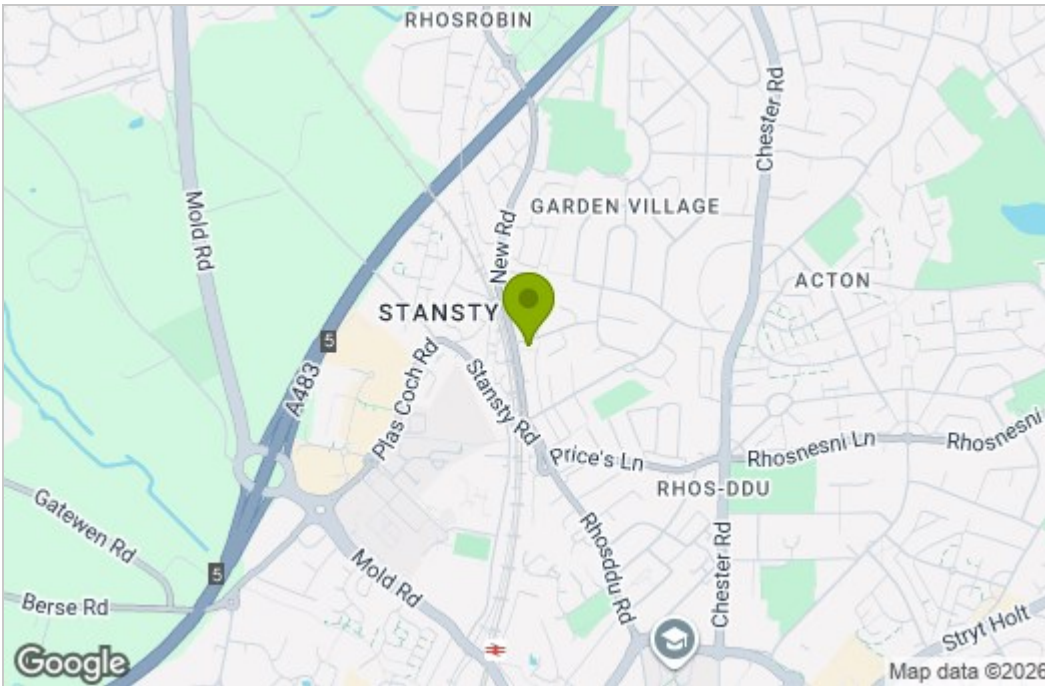 RHOSROBIN
Chester Rd
Mold Rd
New Rd
GARDEN VILLAGE
ACTON
STANSTY
5
A483
Plas Coch Rd
Stansty Rd
Price's Ln
Rhosnesni Ln
Rhosnesni
RHOS-DDU
Gatewen Rd
Rhosddu Rd
Chester Rd
5
Mold Rd
Berse Rd
Stryt Holt
Google
Map data ©2026